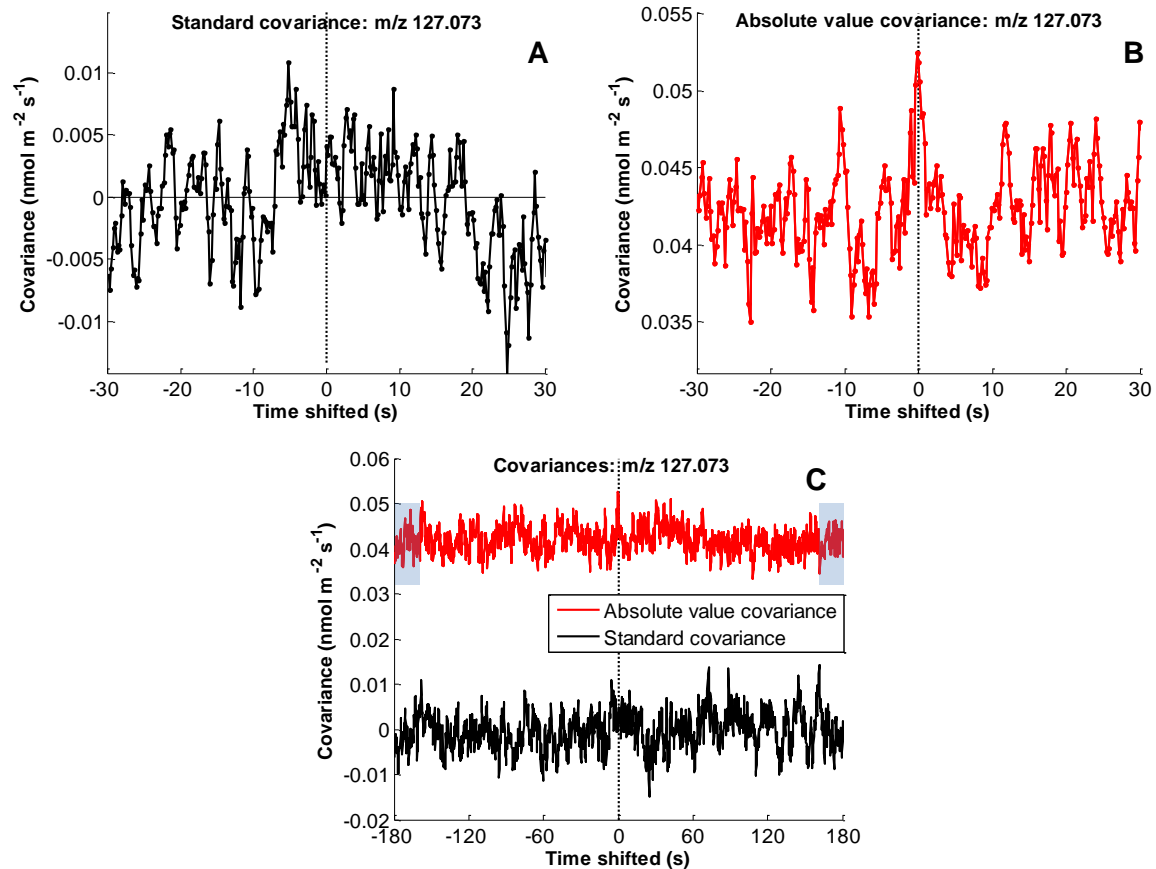 Standard covariance: m/z 127.073
A
Covariance (nmol m⁻² s⁻¹)
0.01
0.005
0
-0.005
-0.01
-30 -20 -10 0 10 20 30
Time shifted (s)
Absolute value covariance: m/z 127.073
B
Covariance (nmol m⁻² s⁻¹)
0.055
0.05
0.045
0.04
0.035
-30 -20 -10 0 10 20 30
Time shifted (s)
Covariances: m/z 127.073
C
Covariance (nmol m⁻² s⁻¹)
0.06
0.05
0.04
0.03
0.02
0.01
0
-0.01
-0.02
Absolute value covariance
Standard covariance
-180 -120 -60 0 60 120 180
Time shifted (s)